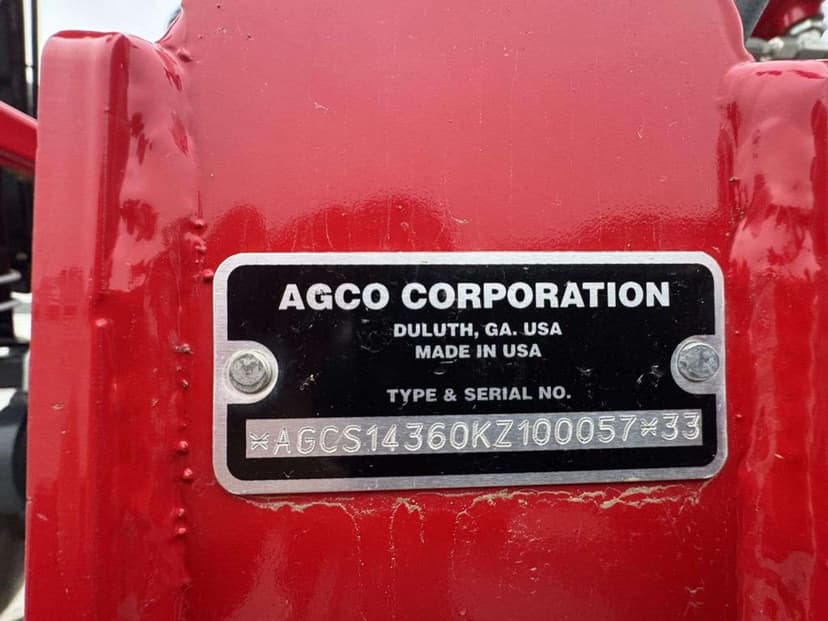 AGCO CORPORATION
DULUTH, GA. USA
MADE IN USA
TYPE & SERIAL NO.
*AGCS14360KZ100057*33